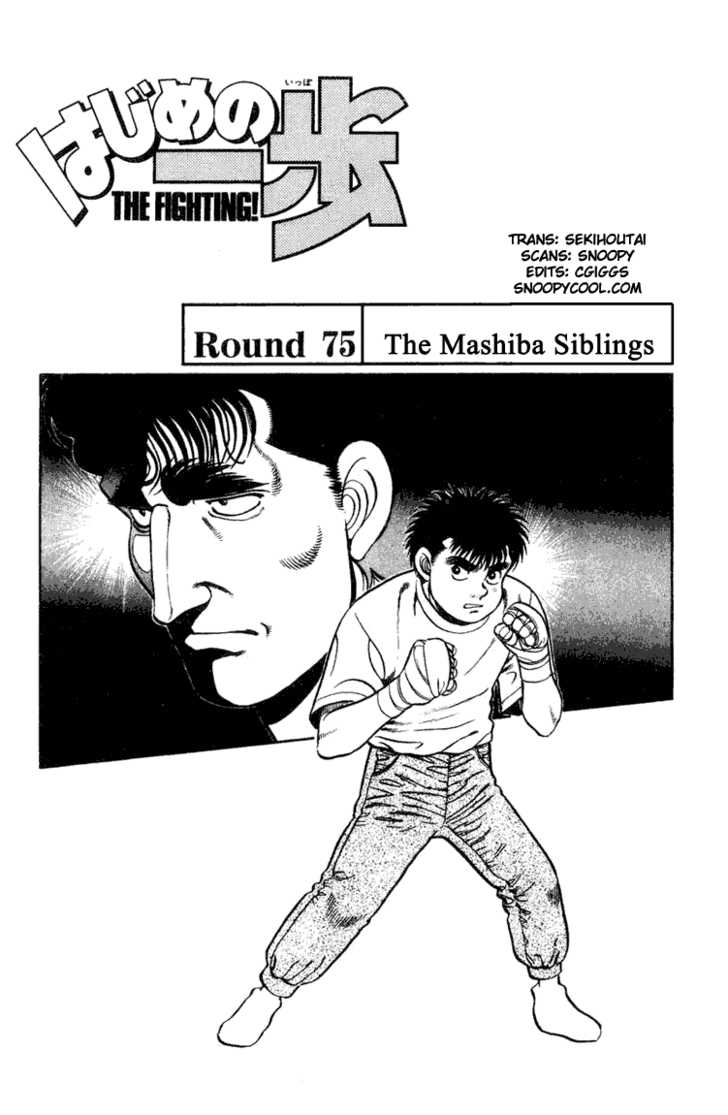 いっぽ
はじめの一歩
THE FIGHTING!
TRANS: SEKIHOUTAI
SCANS: SNOOPY
EDITS: CGIGGS
SNOOPYCOOL.COM
Round 75
The Mashiba Siblings